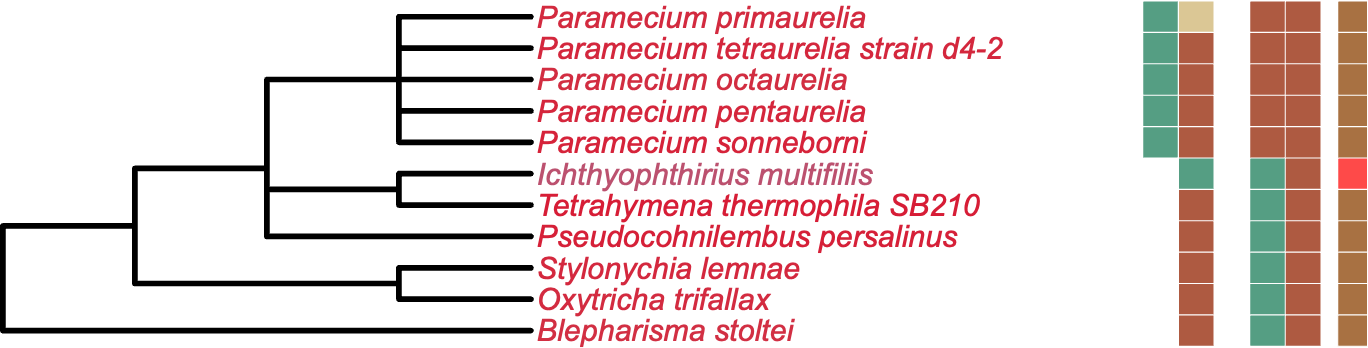 Paramecium primaurelia
Paramecium tetraurelia strain d4-2
Paramecium octaurelia
Paramecium pentaurelia
Paramecium sonneborni
Ichthyophthirius multifiliis
Tetrahymena thermophila SB210
Pseudocohnilembus persalinus
Stylonychia lemnae
Oxytricha trifallax
Blepharisma stoltei